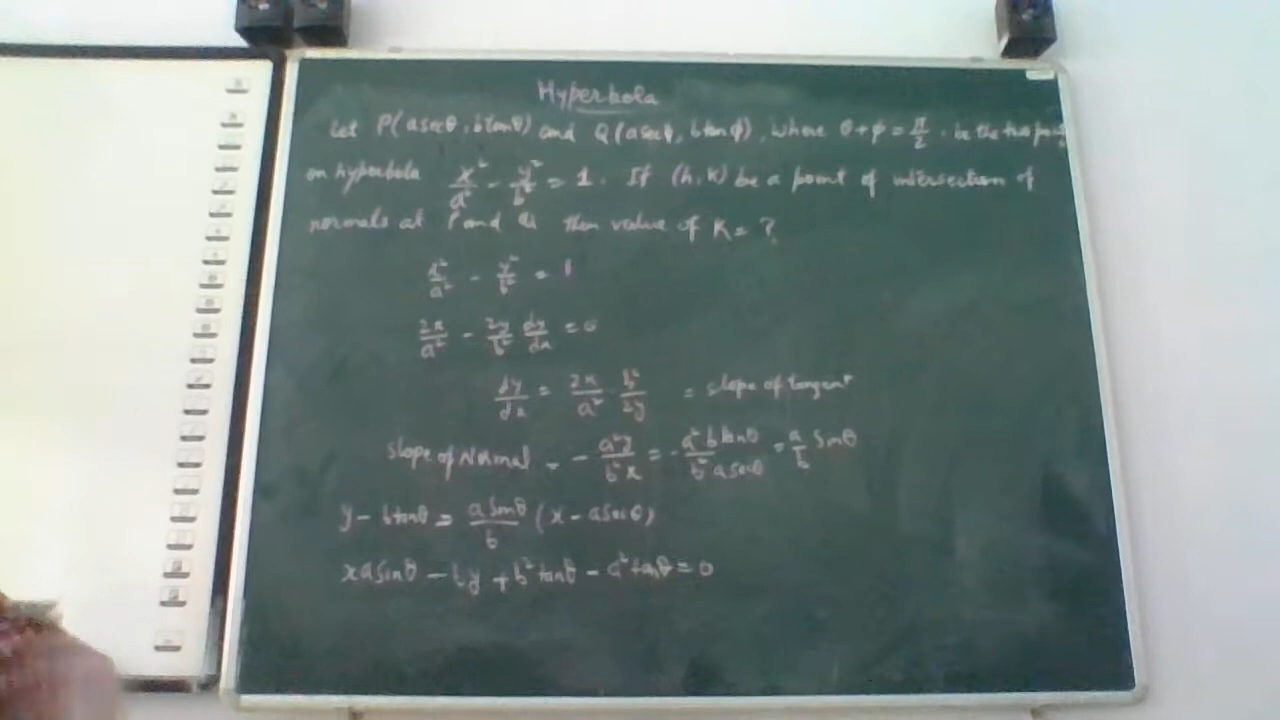 Hyperbola
Let P(a secθ, b tanθ) and Q(a secϕ, b tanϕ), where θ+ϕ = π/2, be the two
on hyperbola x²/a² - y²/b² = 1. If (h, k) be a point of intersection of
normals at P and Q then value of K = ?
x²/a² - y²/b² = 1
2x/a² - 2y/b² dy/dx = 0
dy/dx = 2x/a² · b²/2y = slope of tangent
slope of Normal = - a²y/b²x = - a² b tanθ/b² a secθ = a/b sinθ
y - b tanθ = a sinθ/b (x - a secθ)
x a sinθ - by + b² tanθ - a² tanθ = 0